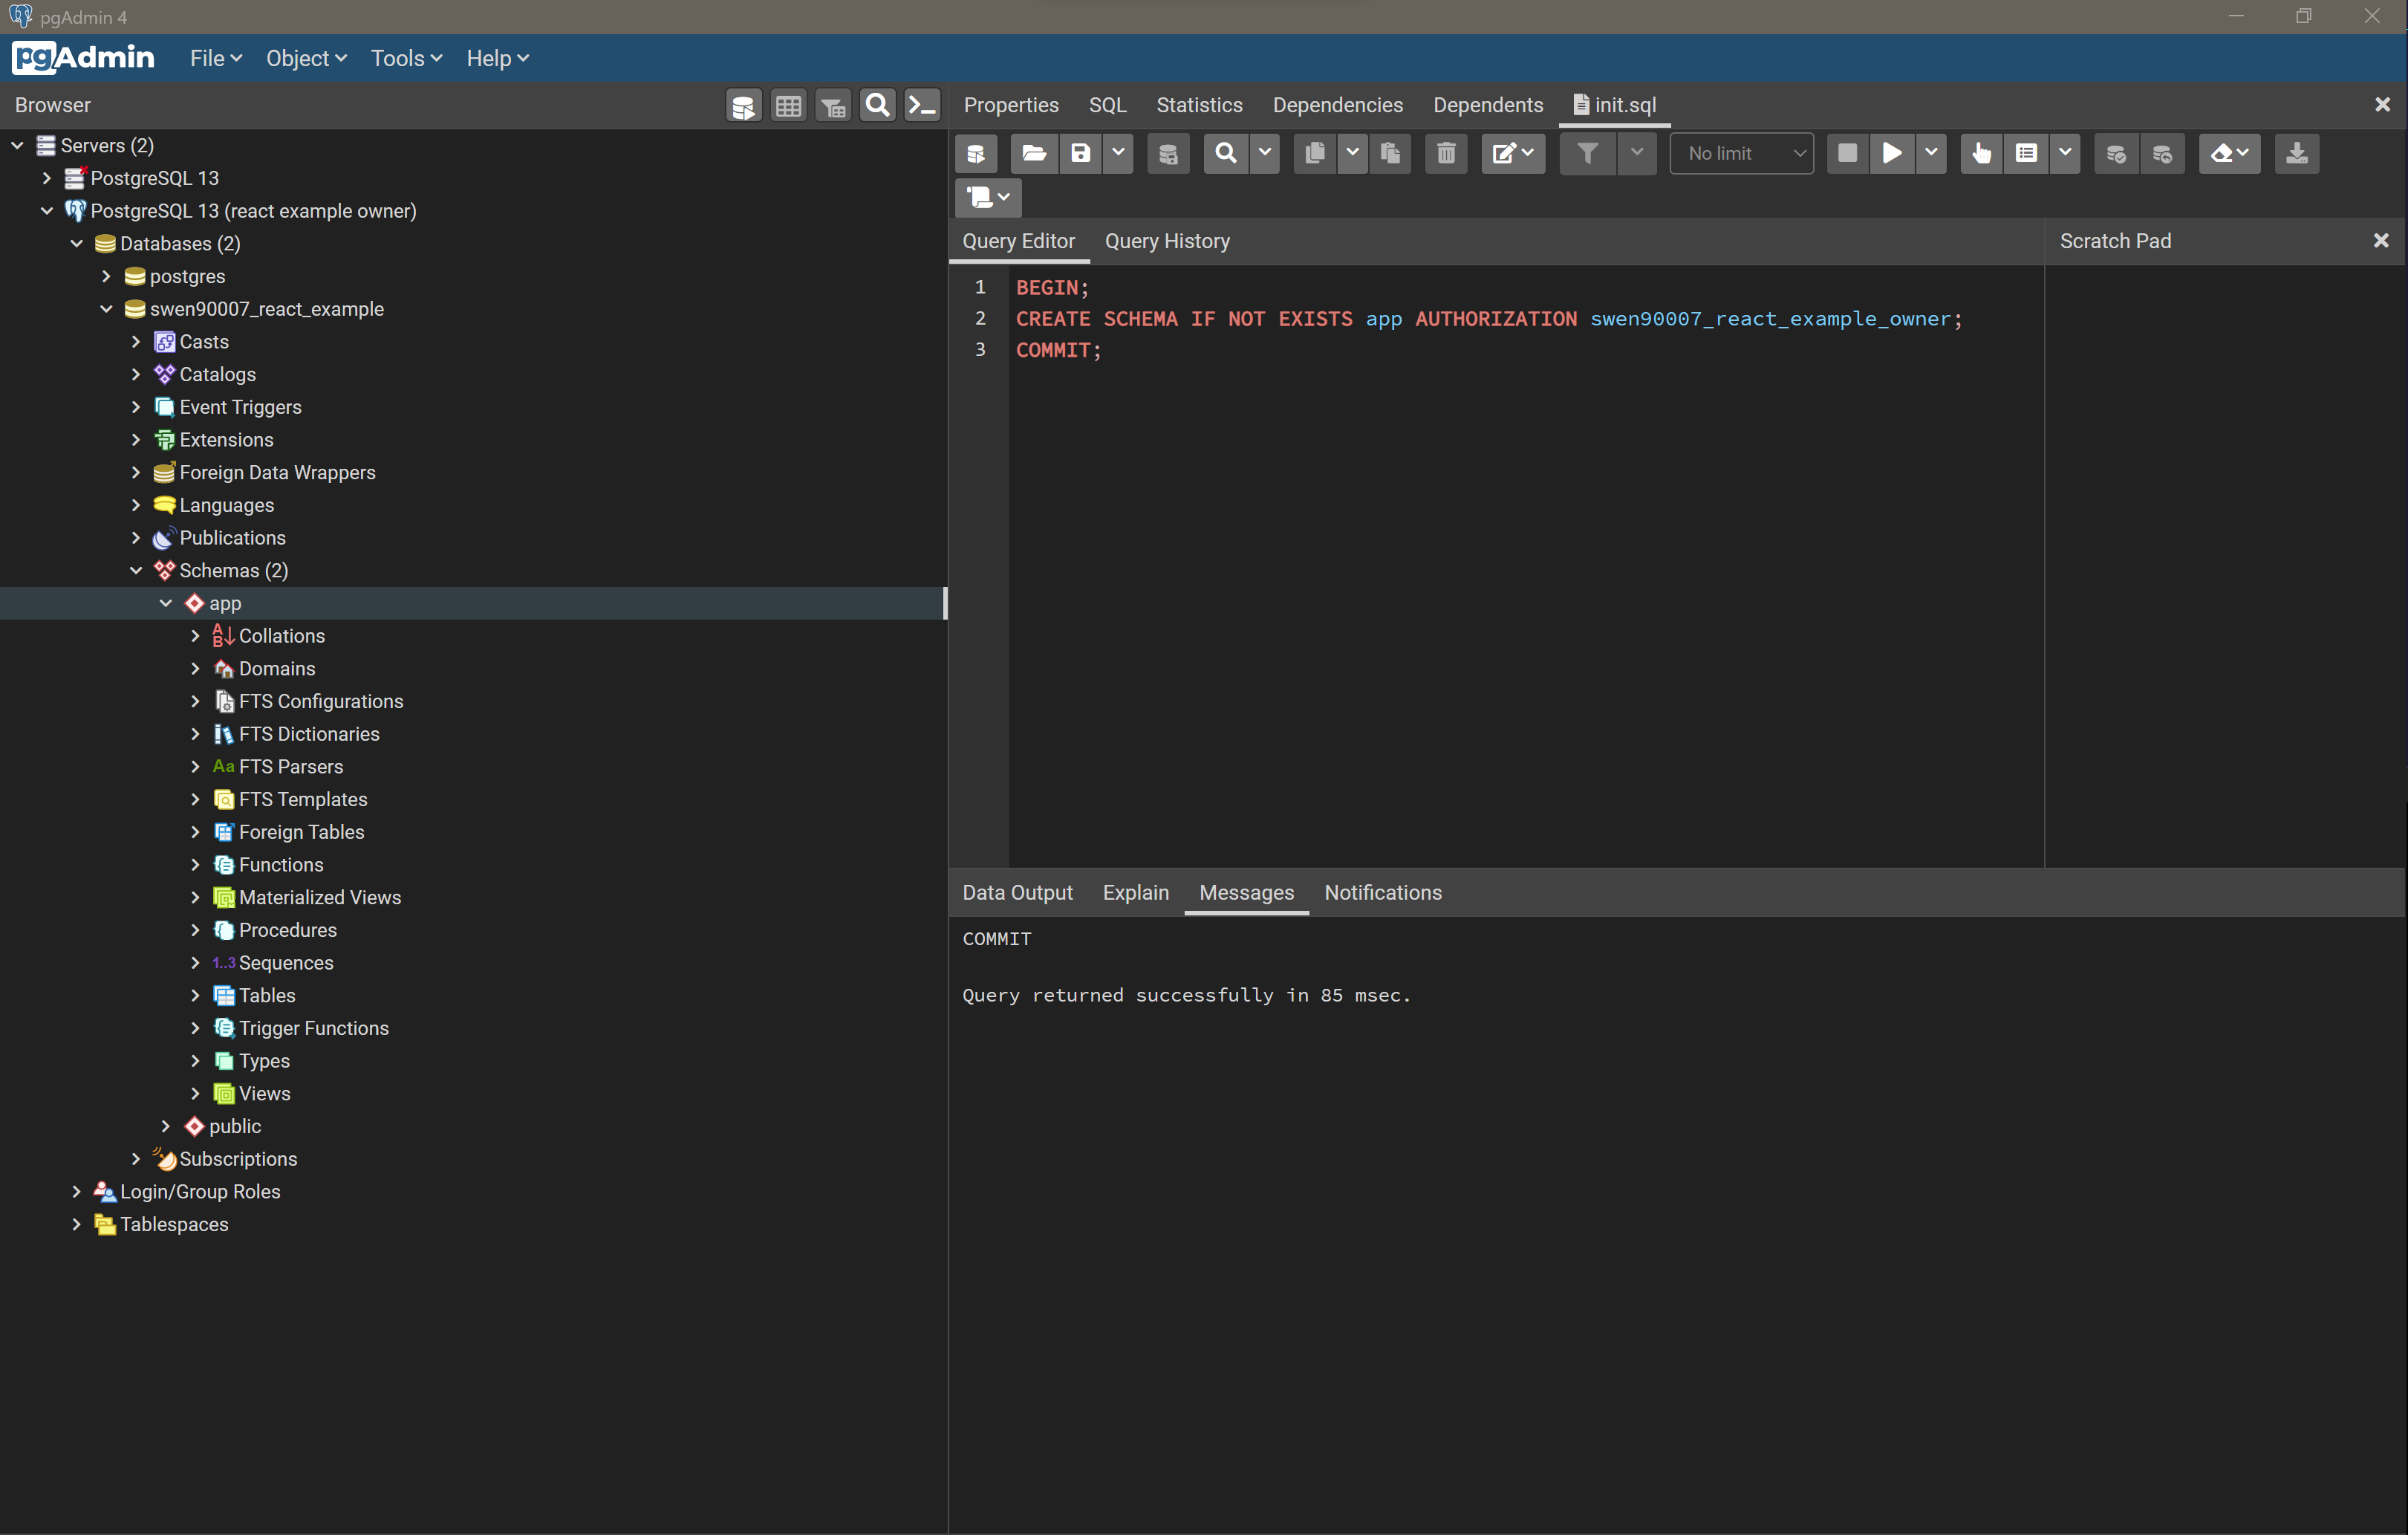 pgAdmin 4
pgAdmin File Object Tools Help
Browser
Properties SQL Statistics Dependencies Dependents init.sql
Servers (2)
PostgreSQL 13
PostgreSQL 13 (react example owner)
Databases (2)
postgres
swen90007_react_example
Casts
Catalogs
Event Triggers
Extensions
Foreign Data Wrappers
Languages
Publications
Schemas (2)
app
Collations
Domains
FTS Configurations
FTS Dictionaries
Aa FTS Parsers
FTS Templates
Foreign Tables
Functions
Materialized Views
Procedures
1..3 Sequences
Tables
Trigger Functions
Types
Views
public
Subscriptions
Login/Group Roles
Tablespaces
No limit
Query Editor Query History
Scratch Pad
1 BEGIN;
2 CREATE SCHEMA IF NOT EXISTS app AUTHORIZATION swen90007_react_example_owner;
3 COMMIT;
Data Output Explain Messages Notifications
COMMIT
Query returned successfully in 85 msec.